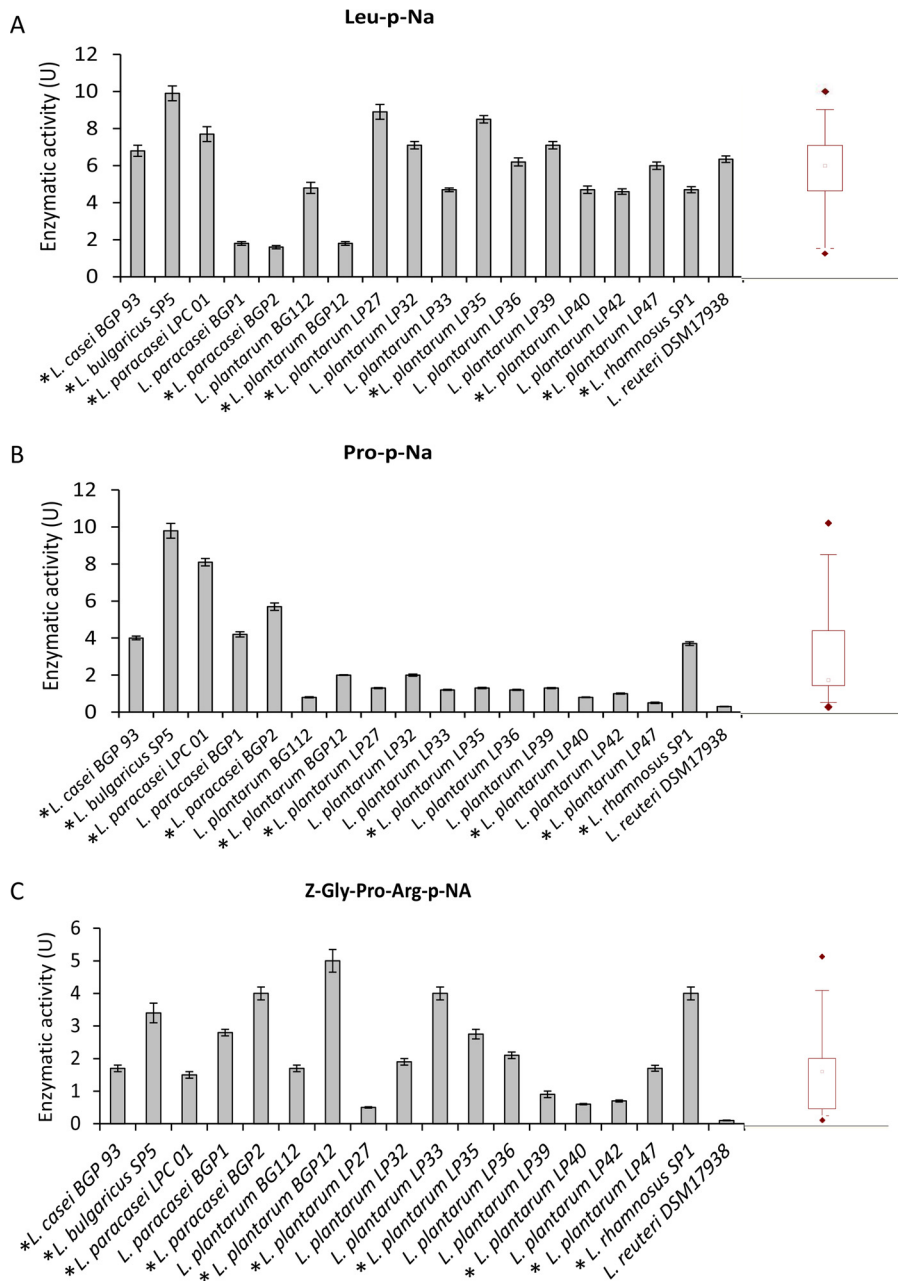 A
Leu-p-Na
Enzymatic activity (U)
12
10
8
6
4
2
0
*L. casei BGP 93
*L. bulgaricus SP5
*L. paracasei LPC 01
L. paracasei BGP1
*L. paracasei BGP2
L. plantarum BG112
*L. plantarum BGP12
*L. plantarum LP27
L. plantarum LP32
L. plantarum LP33
*L. plantarum LP35
L. plantarum LP36
L. plantarum LP39
*L. plantarum LP40
L. plantarum LP42
*L. plantarum LP47
*L. rhamnosus SP1
L. reuteri DSM17938
B
Pro-p-Na
Enzymatic activity (U)
12
10
8
6
4
2
0
*L. casei BGP 93
*L. bulgaricus SP5
*L. paracasei LPC 01
L. paracasei BGP1
*L. paracasei BGP2
L. plantarum BG112
*L. plantarum BGP12
*L. plantarum LP27
L. plantarum LP32
L. plantarum LP33
*L. plantarum LP35
L. plantarum LP36
L. plantarum LP39
*L. plantarum LP40
L. plantarum LP42
*L. plantarum LP47
*L. rhamnosus SP1
L. reuteri DSM17938
C
Z-Gly-Pro-Arg-p-NA
Enzymatic activity (U)
6
5
4
3
2
1
0
*L. casei BGP 93
*L. bulgaricus SP5
*L. paracasei LPC 01
L. paracasei BGP1
*L. paracasei BGP2
L. plantarum BG112
*L. plantarum BGP12
*L. plantarum LP27
L. plantarum LP32
L. plantarum LP33
*L. plantarum LP35
L. plantarum LP36
L. plantarum LP39
*L. plantarum LP40
L. plantarum LP42
*L. plantarum LP47
*L. rhamnosus SP1
L. reuteri DSM17938